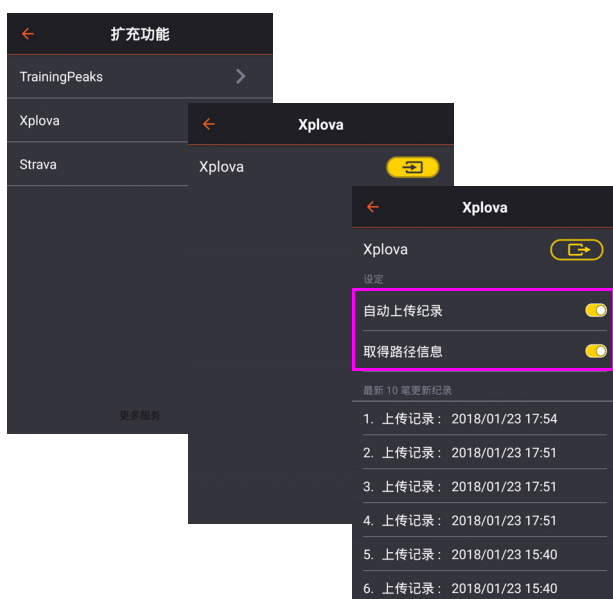 扩充功能
TrainingPeaks
Xplova
Strava
更多服务
Xplova
Xplova
Xplova
Xplova
设定
自动上传纪录
取得路径信息
最新 10 笔更新纪录
1. 上传记录： 2018/01/23 17:54
2. 上传记录： 2018/01/23 17:51
3. 上传记录： 2018/01/23 17:51
4. 上传记录： 2018/01/23 17:51
5. 上传记录： 2018/01/23 15:40
6. 上传记录： 2018/01/23 15:40